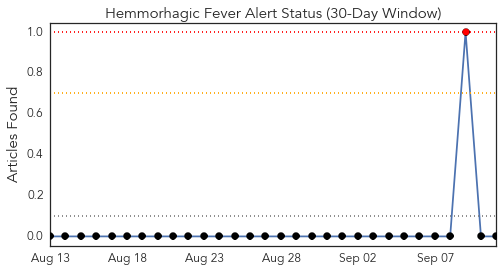 Hemmorhagic Fever Alert Status (30-Day Window)
Articles Found
1.0
0.8
0.6
0.4
0.2
0.0
Aug 13
Aug 18
Aug 23
Aug 28
Sep 02
Sep 07